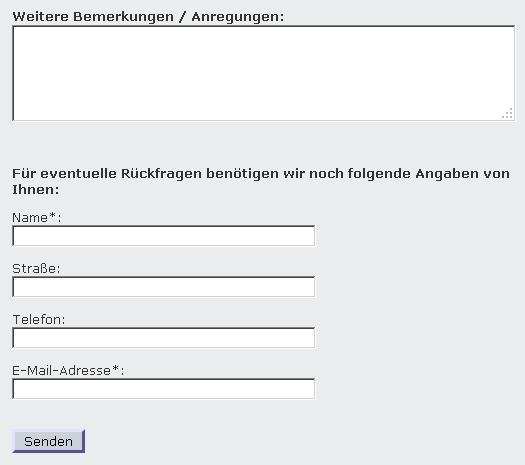 Weitere Bemerkungen / Anregungen:
Für eventuelle Rückfragen benötigen wir noch folgende Angaben von
Ihnen:
Name*:
Straße:
Telefon:
E-Mail-Adresse*:
Senden